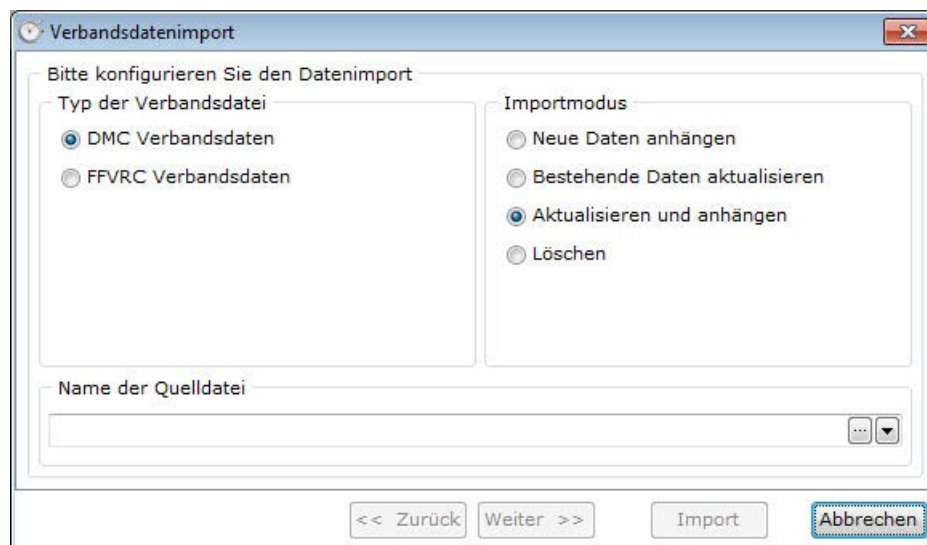 Verbandsdatenimport
Bitte konfigurieren Sie den Datenimport
Typ der Verbandsdatei
DMC Verbandsdaten
FFVRC Verbandsdaten
Importmodus
Neue Daten anhängen
Bestehende Daten aktualisieren
Aktualisieren und anhängen
Löschen
Name der Quelldatei
...
<< Zurück
Weiter >>
Import
Abbrechen